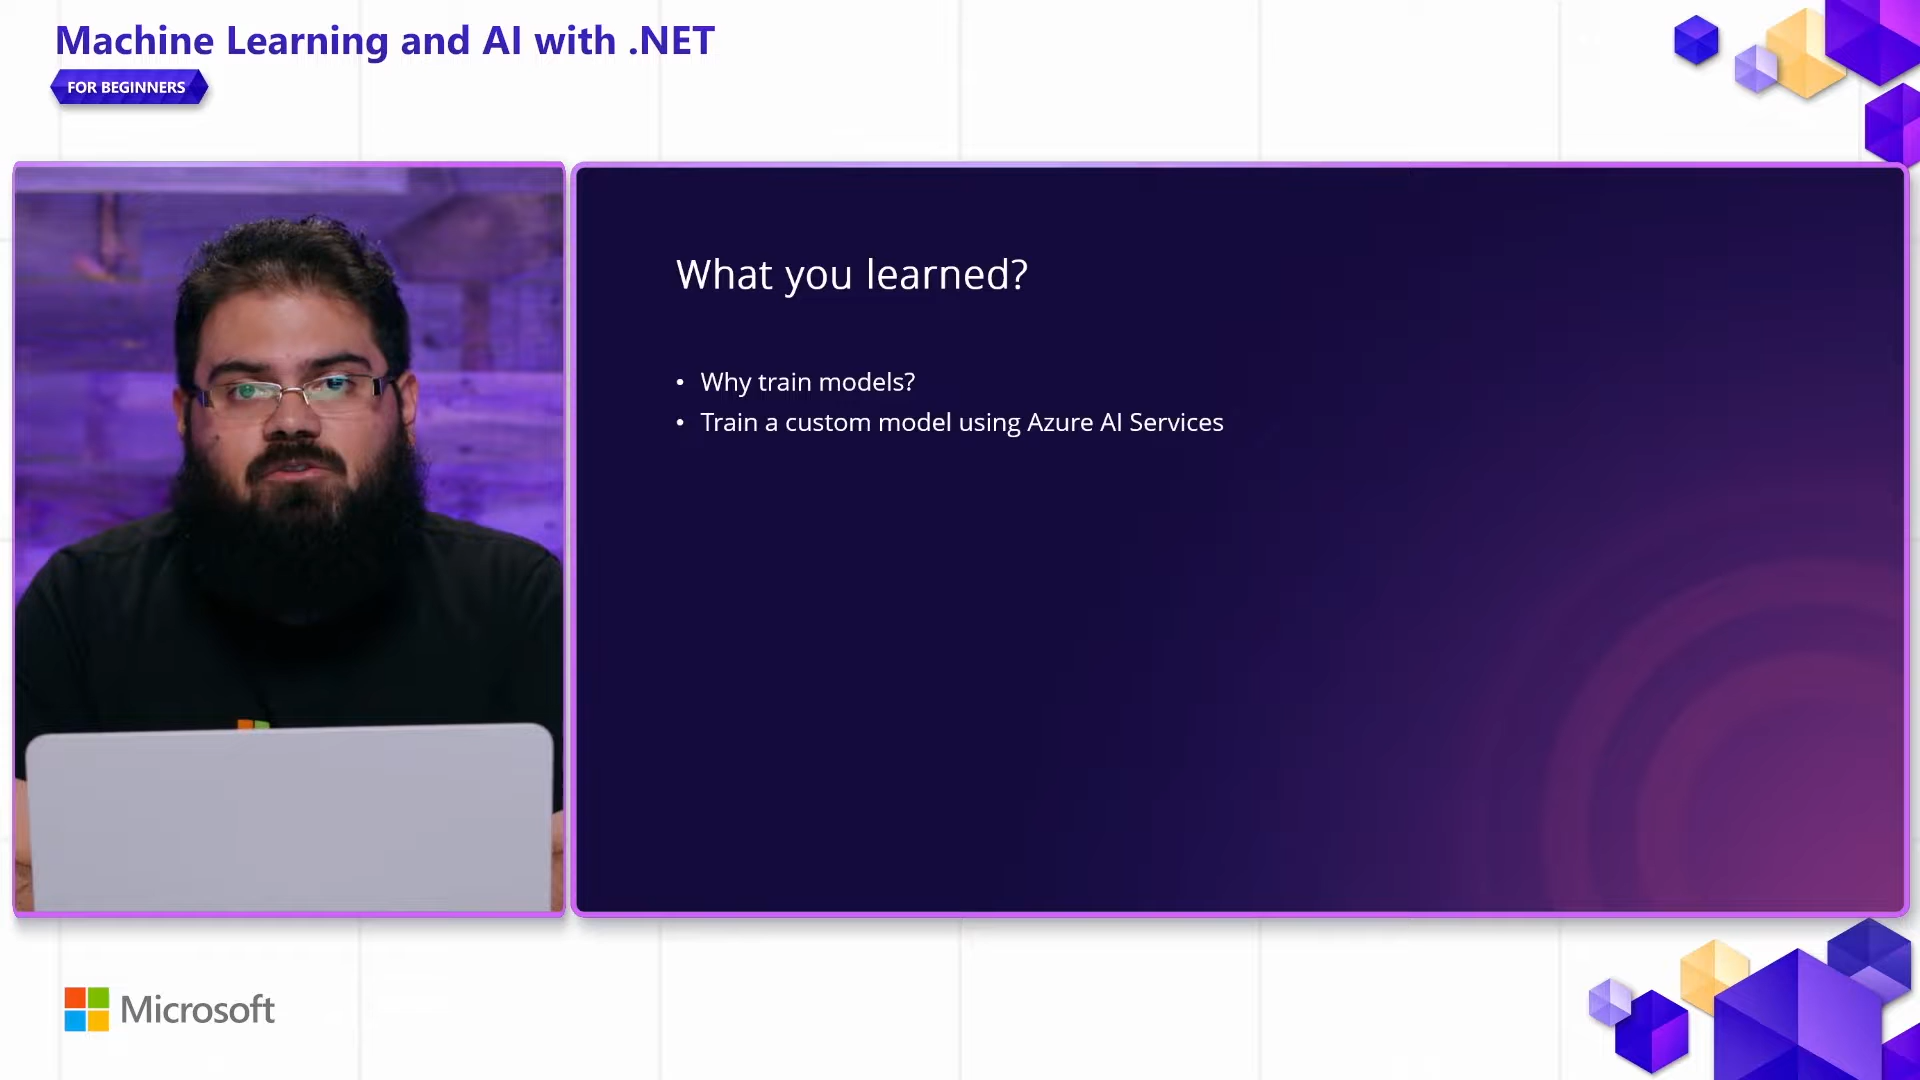 Machine Learning and AI with .NET
FOR BEGINNERS
What you learned?
• Why train models?
• Train a custom model using Azure AI Services
Microsoft